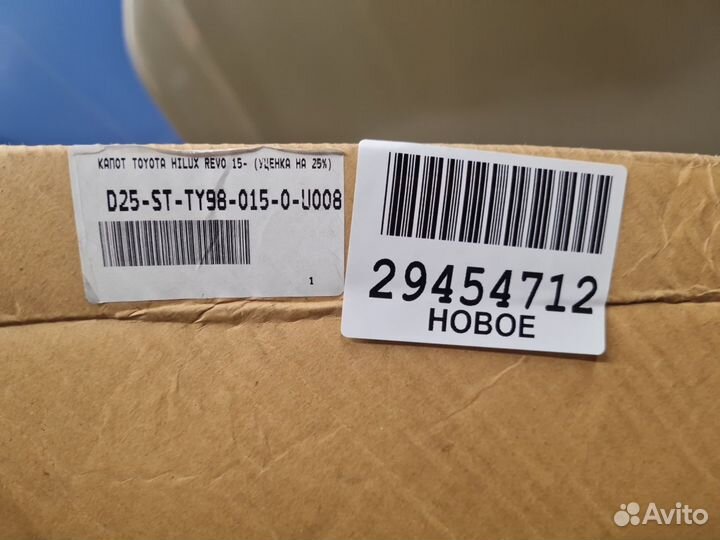 КАПОТ TOYOTA HILUX REVO 15- (УЦЕНКА НА 25%)
D25-ST-TY98-015-0-U008
1
29454712
НОВОЕ
Avito